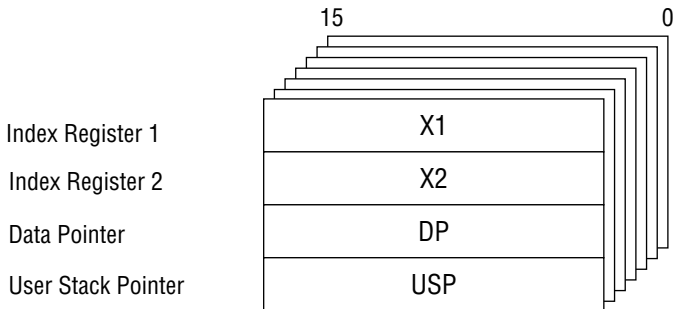 15 0
Index Register 1 X1
Index Register 2 X2
Data Pointer DP
User Stack Pointer USP